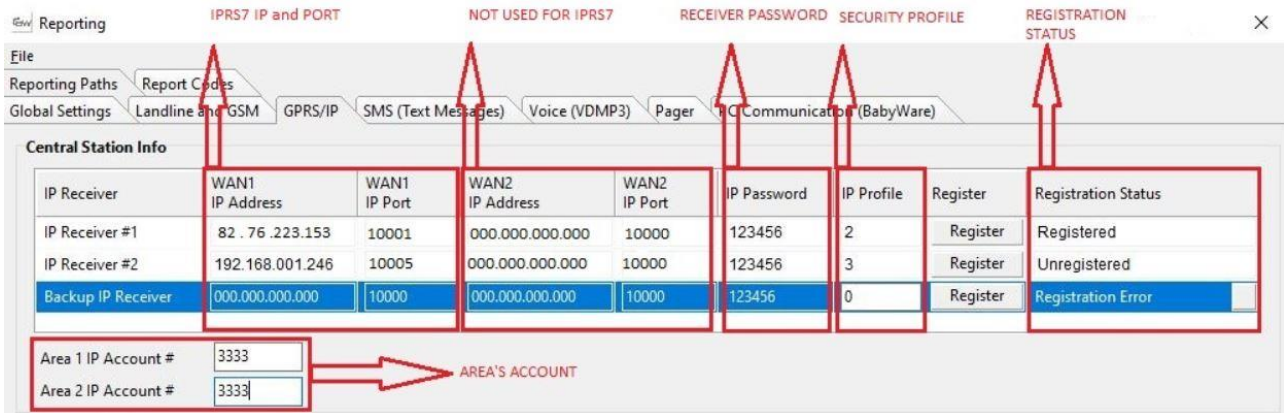 IPRS7 IP and PORT NOT USED FOR IPRS7 RECEIVER PASSWORD SECURITY PROFILE REGISTRATION STATUS
Reporting
File
Reporting Paths Report Codes
Global Settings Landline and GSM GPRS/IP SMS (Text Messages) Voice (VDMP3) Pager PC Communication (BabyWare)
Central Station Info
IP Receiver WAN1 IP Address WAN1 IP Port WAN2 IP Address WAN2 IP Port IP Password IP Profile Register Registration Status
IP Receiver #1 82 . 76 .223.153 10001 000.000.000.000 10000 123456 2 Register Registered
IP Receiver #2 192.168.001.246 10005 000.000.000.000 10000 123456 3 Register Unregistered
Backup IP Receiver 000.000.000.000 10000 000.000.000.000 10000 123456 0 Register Registration Error
Area 1 IP Account # 3333
AREA'S ACCOUNT
Area 2 IP Account # 3333